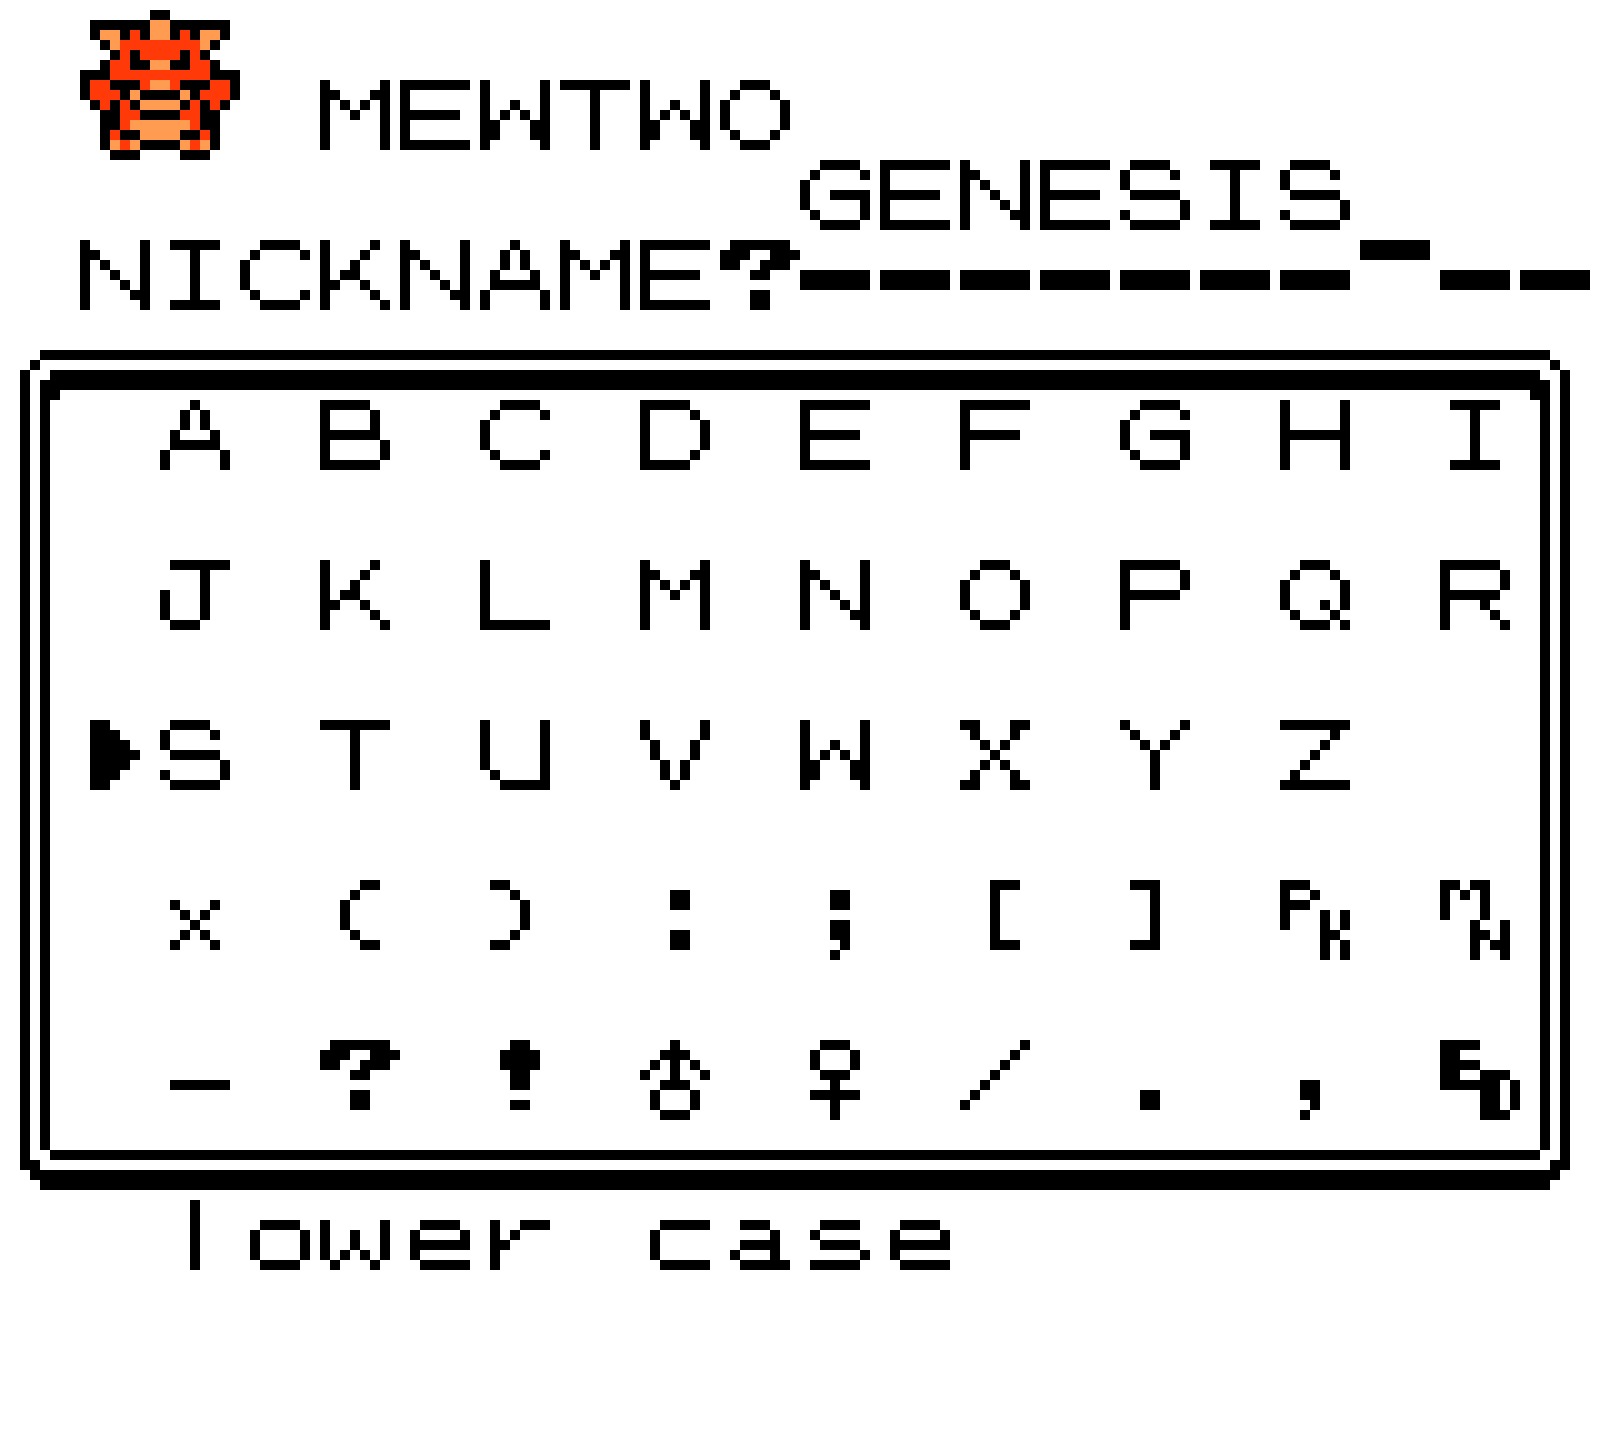 MEWTWO
GENESIS
NICKNAME?
A B C D E F G H I
J K L M N O P Q R
S T U V W X Y Z
× ( ) : ; [ ] PK MN
- ? ! ♂ ♀ / . , ED
lower case